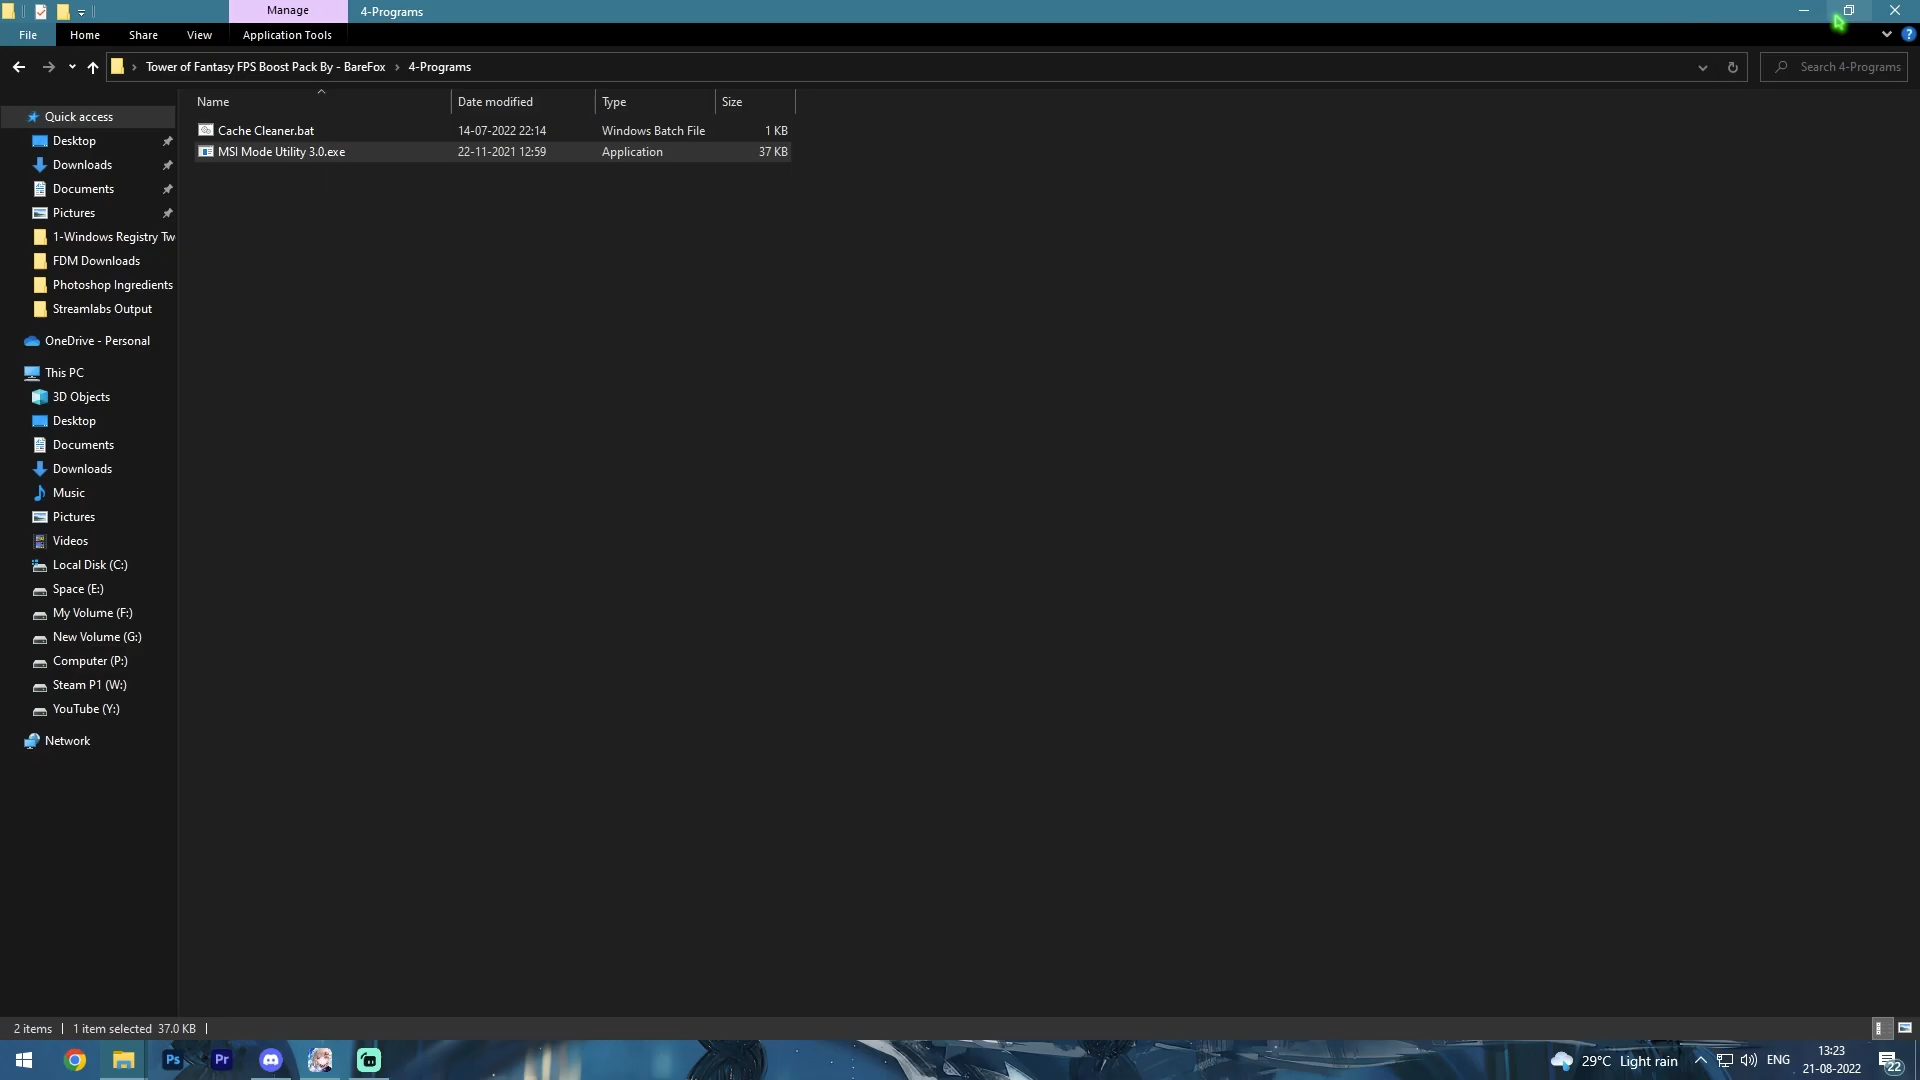 Manage
4-Programs
File
Home
Share
View
Application Tools
?
Tower of Fantasy FPS Boost Pack By - BareFox
4-Programs
Search 4-Programs
Name
Date modified
Type
Size
Cache Cleaner.bat
14-07-2022 22:14
Windows Batch File
1 KB
MSI Mode Utility 3.0.exe
22-11-2021 12:59
Application
37 KB
Quick access
Desktop
Downloads
Documents
Pictures
1-Windows Registry Tw
FDM Downloads
Photoshop Ingredients
Streamlabs Output
OneDrive - Personal
This PC
3D Objects
Desktop
Documents
Downloads
Music
Pictures
Videos
Local Disk (C:)
Space (E:)
My Volume (F:)
New Volume (G:)
Computer (P:)
Steam P1 (W:)
YouTube (Y:)
Network
2 items
1 item selected 37.0 KB
Ps
Pr
29°C Light rain
ENG
13:23
21-08-2022
22